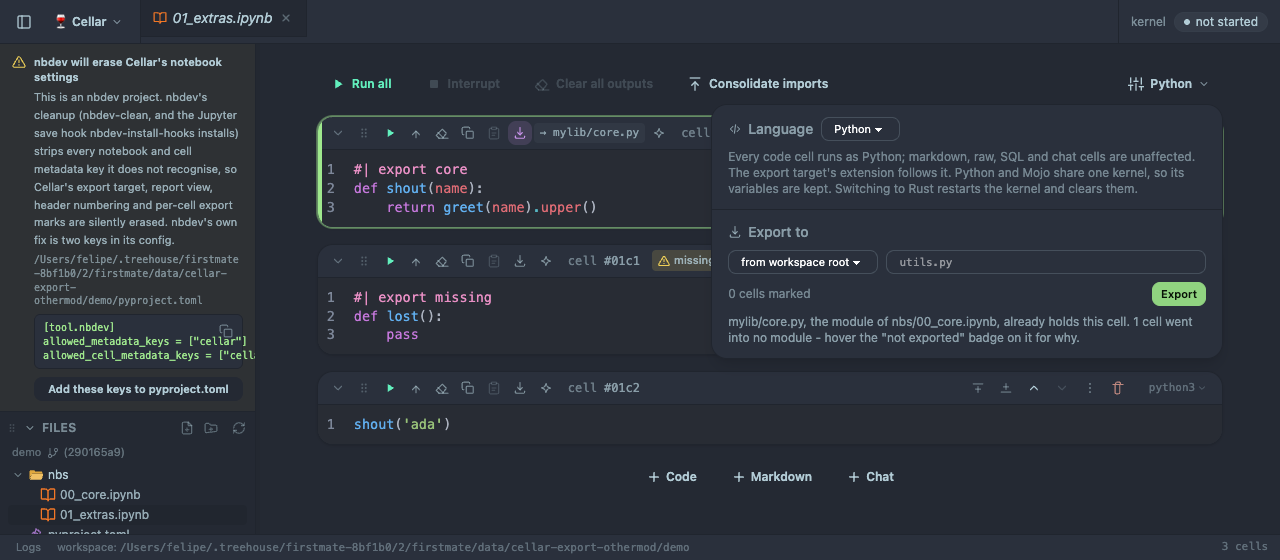 Cellar
01_extras.ipynb
kernel
not started
nbdev will erase Cellar's notebook
settings
This is an nbdev project. nbdev's
cleanup (nbdev-clean, and the Jupyter
save hook nbdev-install-hooks installs)
strips every notebook and cell
metadata key it does not recognise, so
Cellar's export target, report view,
header numbering and per-cell export
marks are silently erased. nbdev's own
fix is two keys in its config.
/Users/felipe/.treehouse/firstmate
-8bf1b0/2/firstmate/data/cellar-
export-
othermod/demo/pyproject.toml
[tool.nbdev]
allowed_metadata_keys = ["cellar"]
allowed_cell_metadata_keys = ["cella
Add these keys to pyproject.toml
FILES
demo (290165a9)
nbs
00_core.ipynb
01_extras.ipynb
pyproject.toml
Run all
Interrupt
Clear all outputs
Consolidate imports
Python
→ mylib/core.py
cell
1 #| export core
2 def shout(name):
3 return greet(name).upper()
cell #01c1
missing
1 #| export missing
2 def lost():
3 pass
Language
Python
Every code cell runs as Python; markdown, raw, SQL and chat cells are unaffected.
The export target's extension follows it. Python and Mojo share one kernel, so its
variables are kept. Switching to Rust restarts the kernel and clears them.
Export to
from workspace root
utils.py
0 cells marked
Export
mylib/core.py, the module of nbs/00_core.ipynb, already holds this cell. 1 cell went
into no module - hover the "not exported" badge on it for why.
cell #01c2
python3
1 shout('ada')
+ Code
+ Markdown
+ Chat
Logs
workspace: /Users/felipe/.treehouse/firstmate-8bf1b0/2/firstmate/data/cellar-export-othermod/demo
3 cells